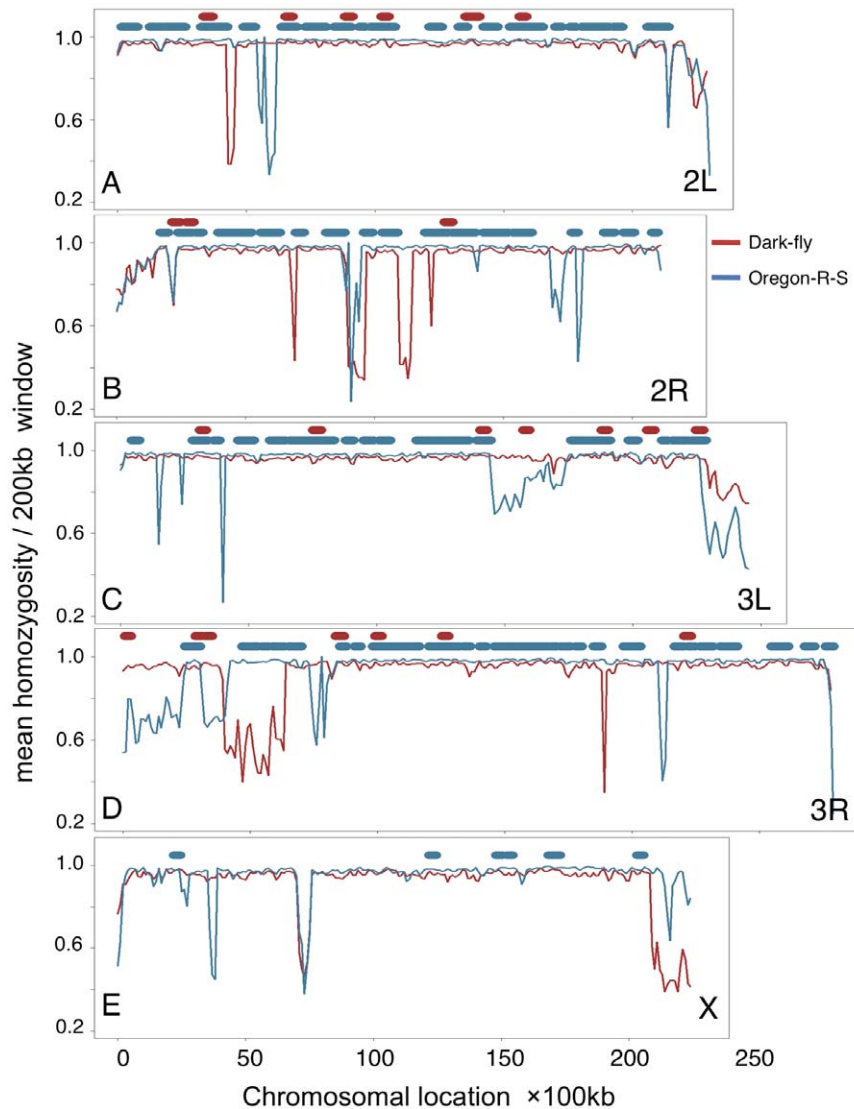 1.0
0.6
0.2
A
2L
1.0
0.6
0.2
B
2R
Dark-fly
Oregon-R-S
1.0
0.6
0.2
C
3L
1.0
0.6
0.2
D
3R
1.0
0.6
0.2
E
X
0 50 100 150 200 250
Chromosomal location ×100kb
mean homozygosity / 200kb window